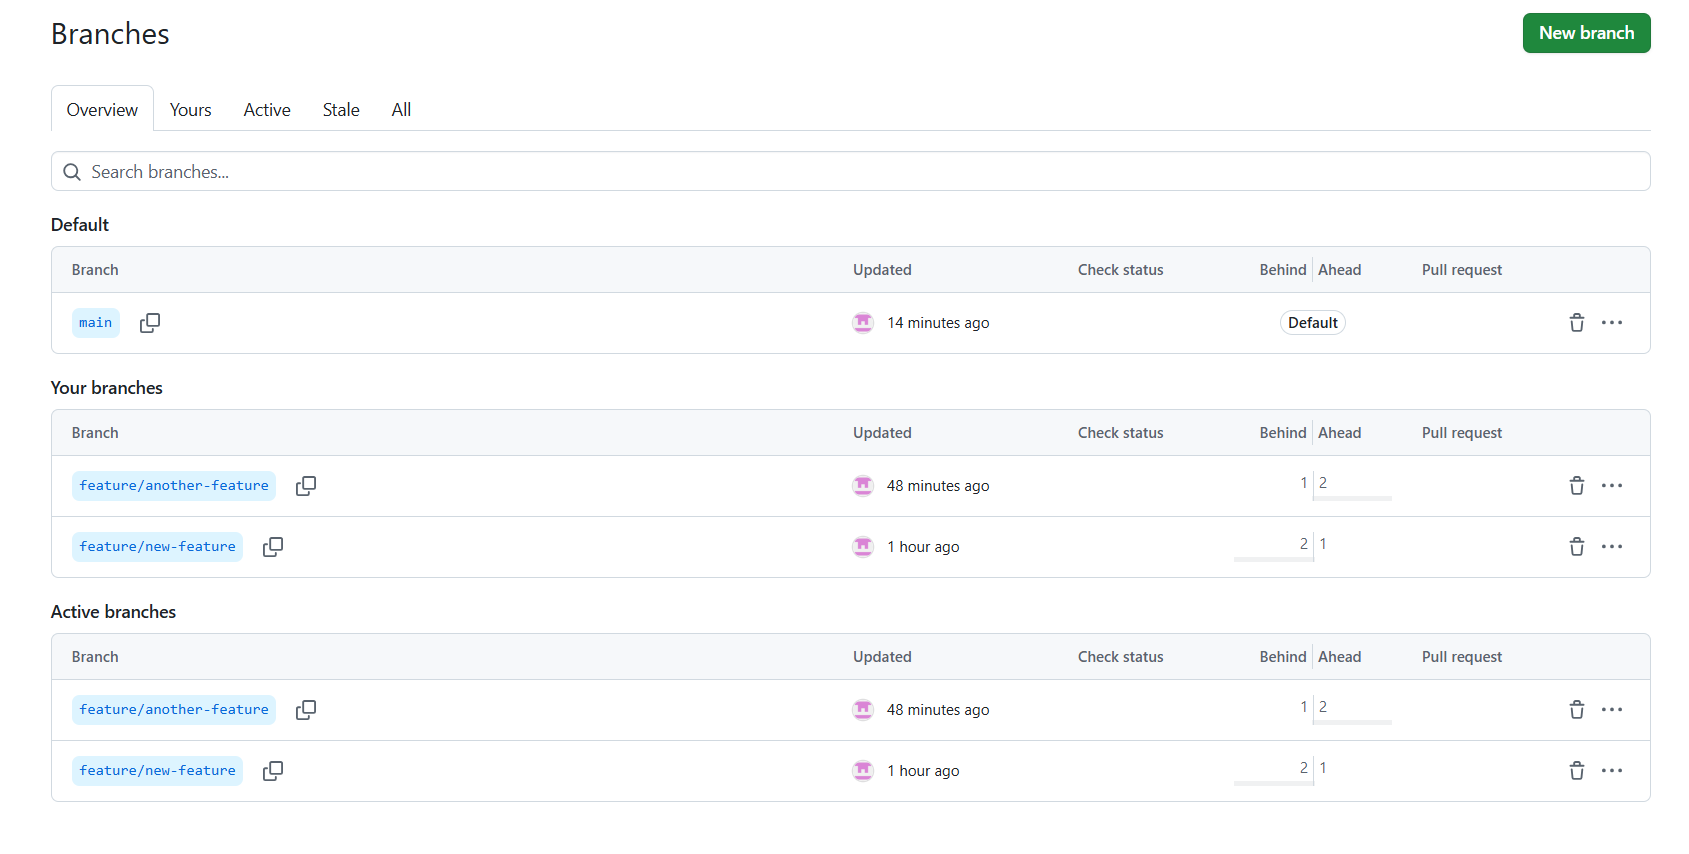 Branches
New branch
Overview Yours Active Stale All
Search branches...
Default
Branch Updated Check status Behind Ahead Pull request
main 14 minutes ago Default
Your branches
Branch Updated Check status Behind Ahead Pull request
feature/another-feature 48 minutes ago 1 2
feature/new-feature 1 hour ago 2 1
Active branches
Branch Updated Check status Behind Ahead Pull request
feature/another-feature 48 minutes ago 1 2
feature/new-feature 1 hour ago 2 1